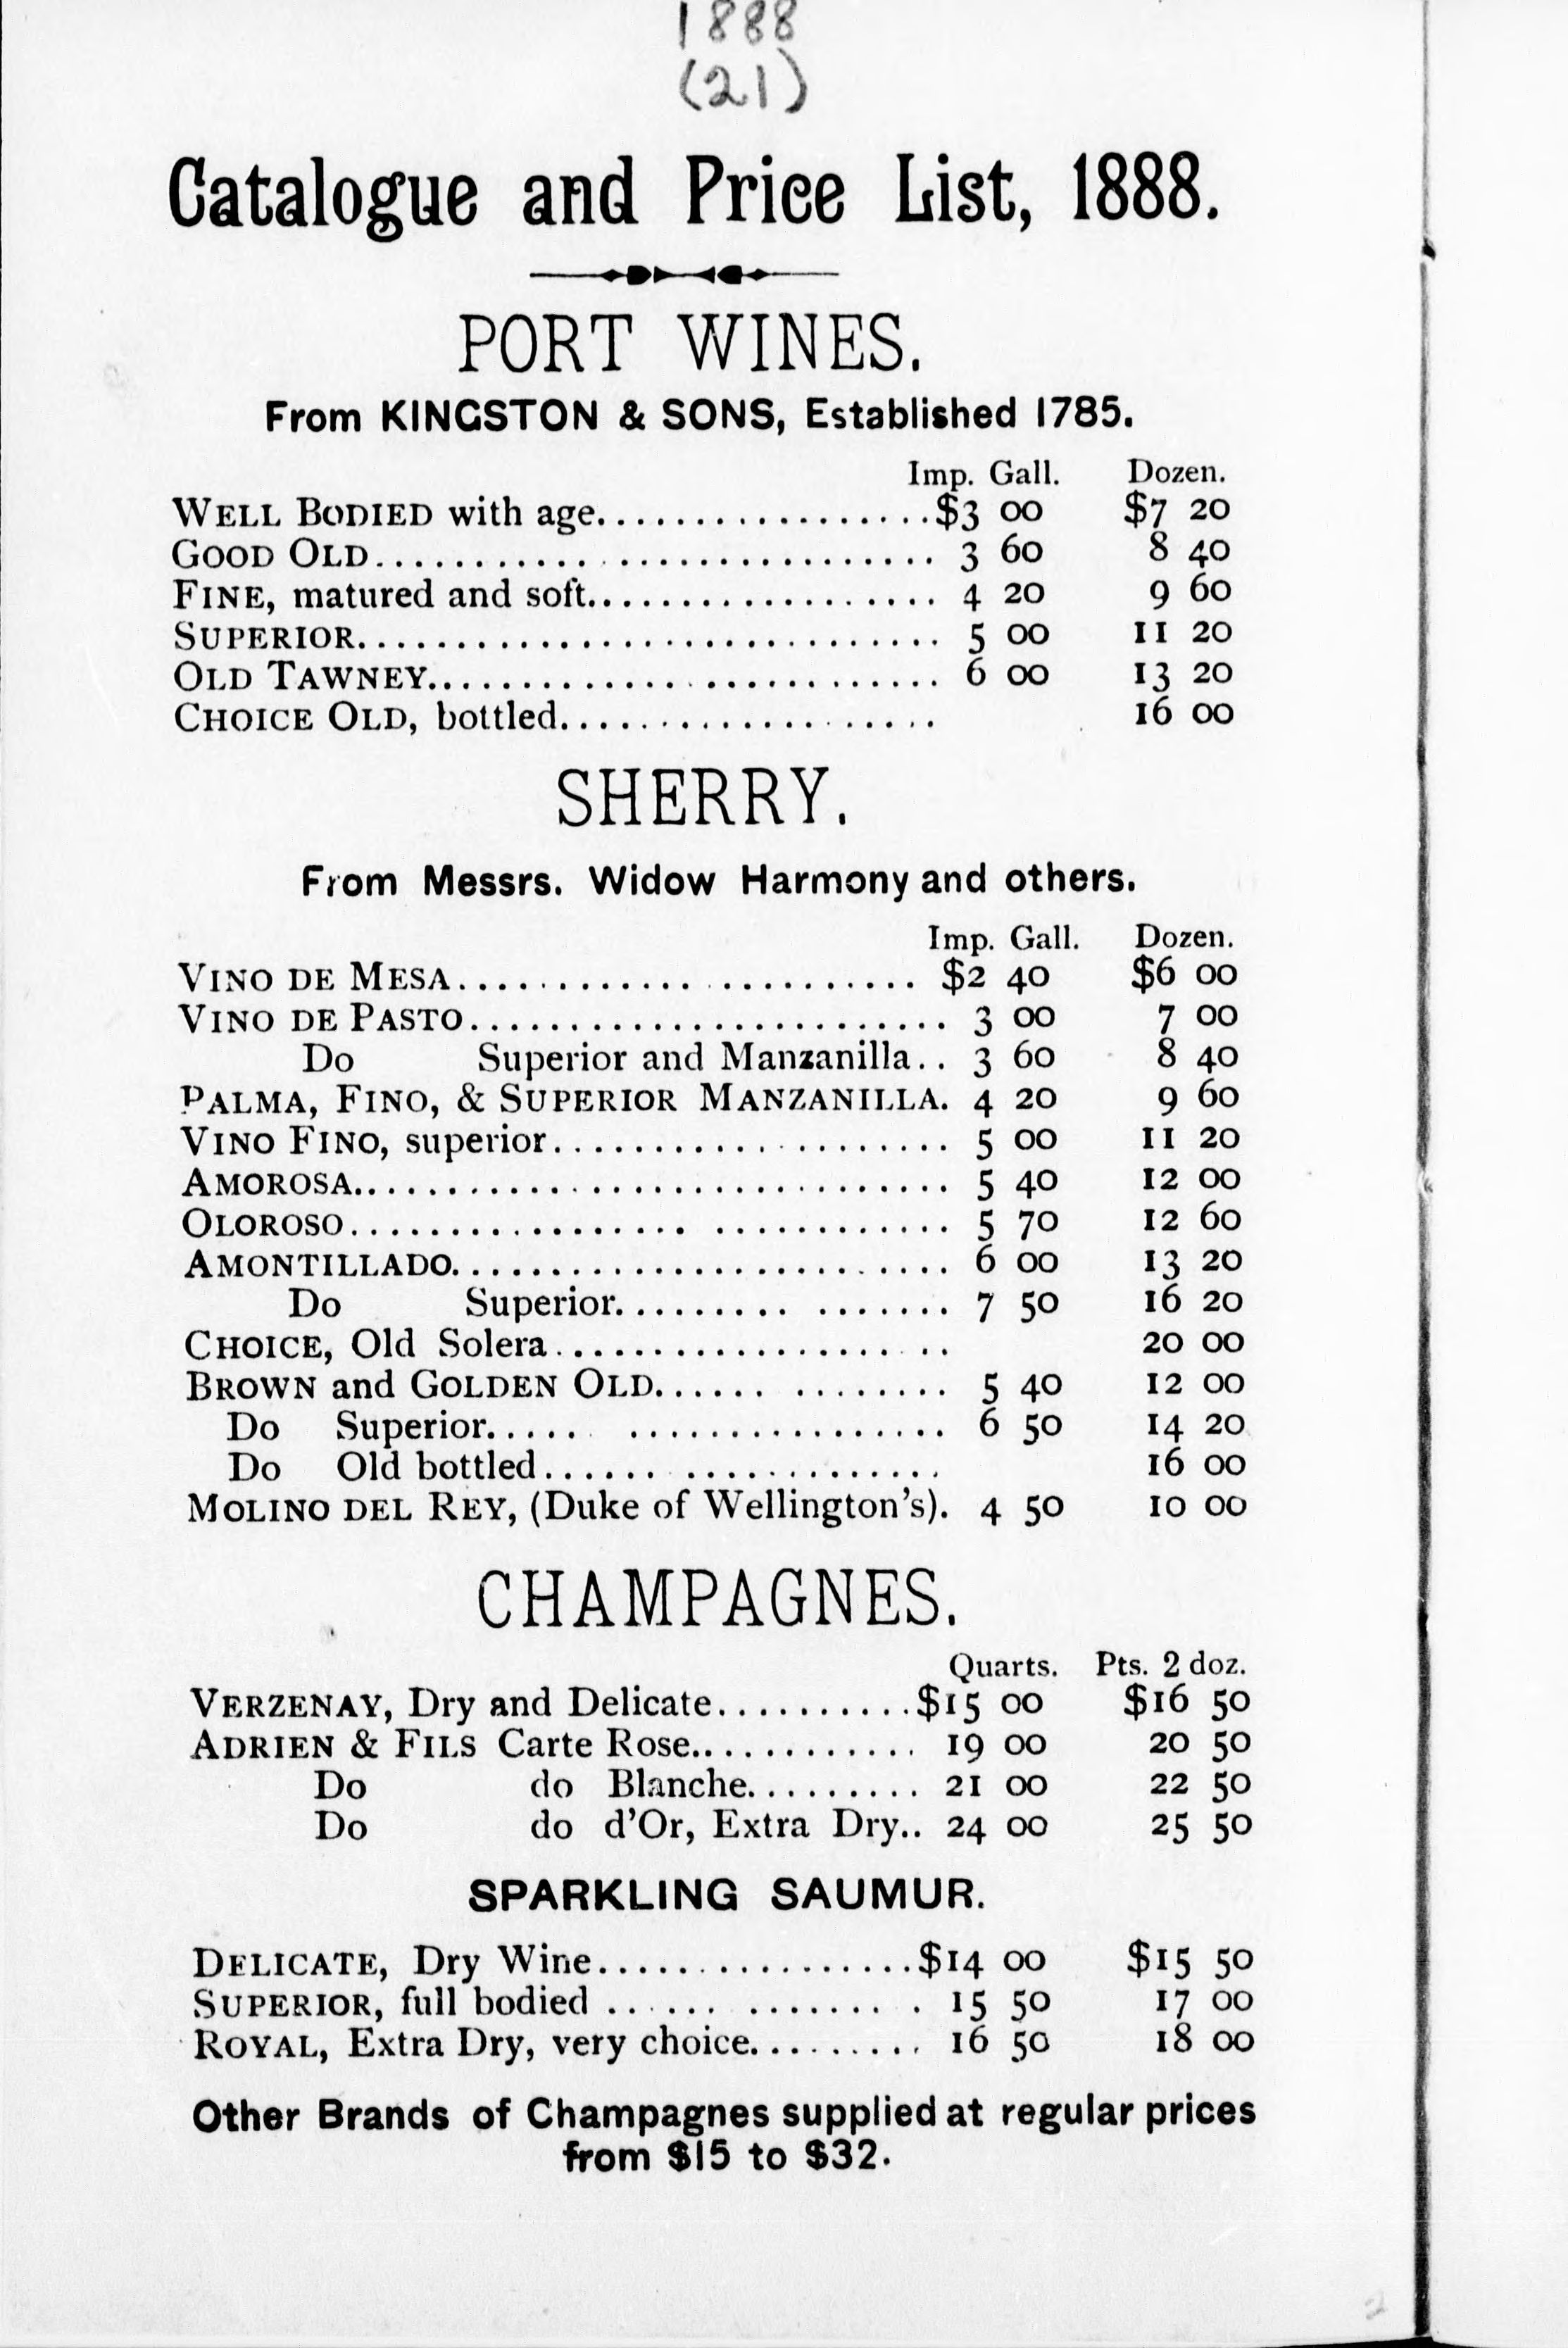 1888
(21)
Catalogue and Price List, 1888.
PORT WINES.
From KINGSTON & SONS, Established 1785.
Imp. Gall. Dozen.
WELL BODIED with age.................$3 00 $7 20
GOOD OLD............................. 3 60 8 40
FINE, matured and soft.................. 4 20 9 60
SUPERIOR.............................. 5 00 11 20
OLD TAWNEY.......................... 6 00 13 20
CHOICE OLD, bottled................... 16 00
SHERRY.
From Messrs. Widow Harmony and others.
Imp. Gall. Dozen.
VINO DE MESA........................ $2 40 $6 00
VINO DE PASTO........................ 3 00 7 00
Do Superior and Manzanilla.. 3 60 8 40
PALMA, FINO, & SUPERIOR MANZANILLA. 4 20 9 60
VINO FINO, superior.................... 5 00 11 20
AMOROSA.............................. 5 40 12 00
OLOROSO.............................. 5 70 12 60
AMONTILLADO......................... 6 00 13 20
Do Superior................ 7 50 16 20
CHOICE, Old Solera.................... 20 00
BROWN and GOLDEN OLD.............. 5 40 12 00
Do Superior..................... 6 50 14 20
Do Old bottled................... 16 00
MOLINO DEL REY, (Duke of Wellington's). 4 50 10 00
CHAMPAGNES.
Quarts. Pts. 2 doz.
VERZENAY, Dry and Delicate..........$15 00 $16 50
ADRIEN & FILS Carte Rose............ 19 00 20 50
Do do Blanche......... 21 00 22 50
Do do d'Or, Extra Dry.. 24 00 25 50
SPARKLING SAUMUR.
DELICATE, Dry Wine................$14 00 $15 50
SUPERIOR, full bodied ............... 15 50 17 00
ROYAL, Extra Dry, very choice......... 16 50 18 00
Other Brands of Champagnes supplied at regular prices
from $15 to $32.
2